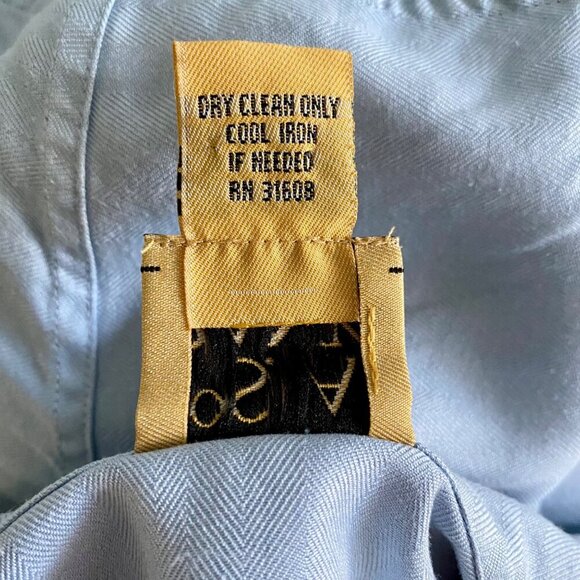 DRY CLEAN ONLY
COOL IRON
IF NEEDED
RN 31608